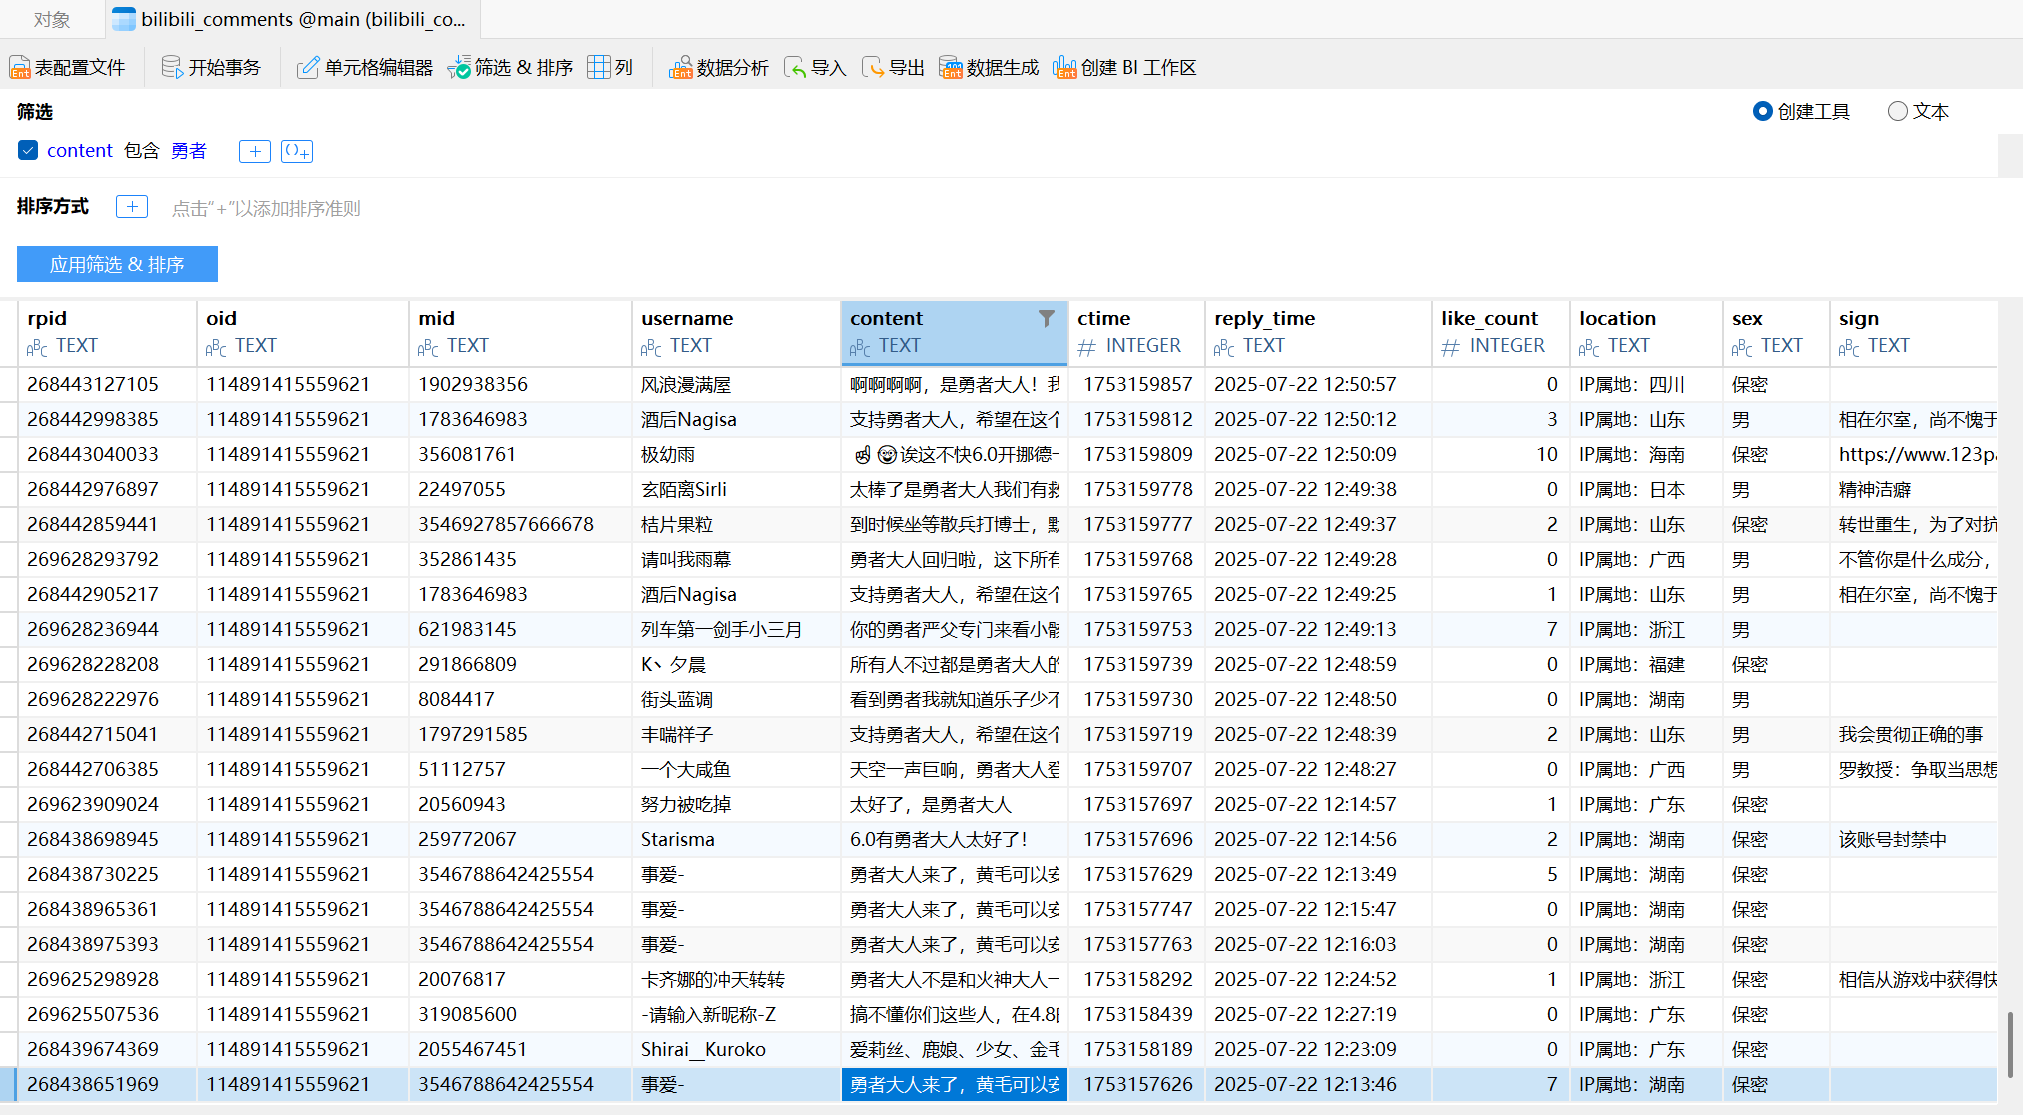 对象 bilibili_comments @main (bilibili_co...
表配置文件 开始事务 单元格编辑器 筛选 & 排序 列 数据分析 导入 导出 数据生成 创建 BI 工作区
筛选 创建工具 文本
content 包含 勇者
排序方式 点击“+”以添加排序准则
应用筛选 & 排序
rpid oid mid username content ctime reply_time like_count location sex sign
TEXT TEXT TEXT TEXT TEXT INTEGER TEXT INTEGER TEXT TEXT TEXT
268443127105 114891415559621 1902938356 风浪漫满屋 啊啊啊啊，是勇者大人！我 1753159857 2025-07-22 12:50:57 0 IP属地：四川 保密
268442998385 114891415559621 1783646983 酒后Nagisa 支持勇者大人，希望在这个 1753159812 2025-07-22 12:50:12 3 IP属地：山东 男 相在尔室，尚不愧于
268443040033 114891415559621 356081761 极幼雨 诶这不快6.0开挪德- 1753159809 2025-07-22 12:50:09 10 IP属地：海南 保密 https://www.123pa
268442976897 114891415559621 22497055 玄陌离Sirli 太棒了是勇者大人我们有救 1753159778 2025-07-22 12:49:38 0 IP属地：日本 男 精神洁癖
268442859441 114891415559621 3546927857666678 桔片果粒 到时候坐等散兵打博士，默 1753159777 2025-07-22 12:49:37 2 IP属地：山东 保密 转世重生，为了对抗
269628293792 114891415559621 352861435 请叫我雨幕 勇者大人回归啦，这下所有 1753159768 2025-07-22 12:49:28 0 IP属地：广西 男 不管你是什么成分，
268442905217 114891415559621 1783646983 酒后Nagisa 支持勇者大人，希望在这个 1753159765 2025-07-22 12:49:25 1 IP属地：山东 男 相在尔室，尚不愧于
269628236944 114891415559621 621983145 列车第一剑手小三月 你的勇者严父专门来看小骸 1753159753 2025-07-22 12:49:13 7 IP属地：浙江 男
269628228208 114891415559621 291866809 K丶夕晨 所有人不过都是勇者大人的 1753159739 2025-07-22 12:48:59 0 IP属地：福建 保密
269628222976 114891415559621 8084417 街头蓝调 看到勇者我就知道乐子少不 1753159730 2025-07-22 12:48:50 0 IP属地：湖南 男
268442715041 114891415559621 1797291585 丰喘祥子 支持勇者大人，希望在这个 1753159719 2025-07-22 12:48:39 2 IP属地：山东 男 我会贯彻正确的事
268442706385 114891415559621 51112757 一个大咸鱼 天空一声巨响，勇者大人登 1753159707 2025-07-22 12:48:27 0 IP属地：广西 男 罗教授：争取当思想
269623909024 114891415559621 20560943 努力被吃掉 太好了，是勇者大人 1753157697 2025-07-22 12:14:57 1 IP属地：广东 保密
268438698945 114891415559621 259772067 Starisma 6.0有勇者大人太好了！ 1753157696 2025-07-22 12:14:56 2 IP属地：湖南 保密 该账号封禁中
268438730225 114891415559621 3546788642425554 事爱- 勇者大人来了，黄毛可以安 1753157629 2025-07-22 12:13:49 5 IP属地：湖南 保密
268438965361 114891415559621 3546788642425554 事爱- 勇者大人来了，黄毛可以安 1753157747 2025-07-22 12:15:47 0 IP属地：湖南 保密
268438975393 114891415559621 3546788642425554 事爱- 勇者大人来了，黄毛可以安 1753157763 2025-07-22 12:16:03 0 IP属地：湖南 保密
269625298928 114891415559621 20076817 卡齐娜的冲天转转 勇者大人不是和火神大人一 1753158292 2025-07-22 12:24:52 1 IP属地：浙江 保密 相信从游戏中获得快
269625507536 114891415559621 319085600 -请输入新昵称-Z 搞不懂你们这些人，在4.8的 1753158439 2025-07-22 12:27:19 0 IP属地：广东 保密
268439674369 114891415559621 2055467451 Shirai__Kuroko 爱莉丝、鹿娘、少女、金毛 1753158189 2025-07-22 12:23:09 0 IP属地：广东 保密
268438651969 114891415559621 3546788642425554 事爱- 勇者大人来了，黄毛可以安 1753157626 2025-07-22 12:13:46 7 IP属地：湖南 保密